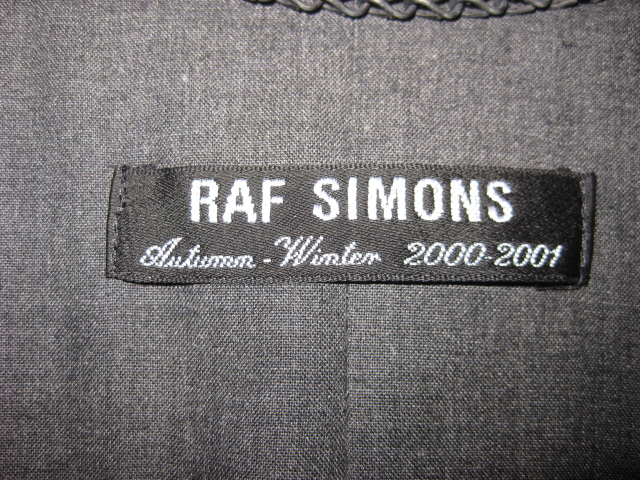 RAF SIMONS
Autumn - Winter 2000-2001